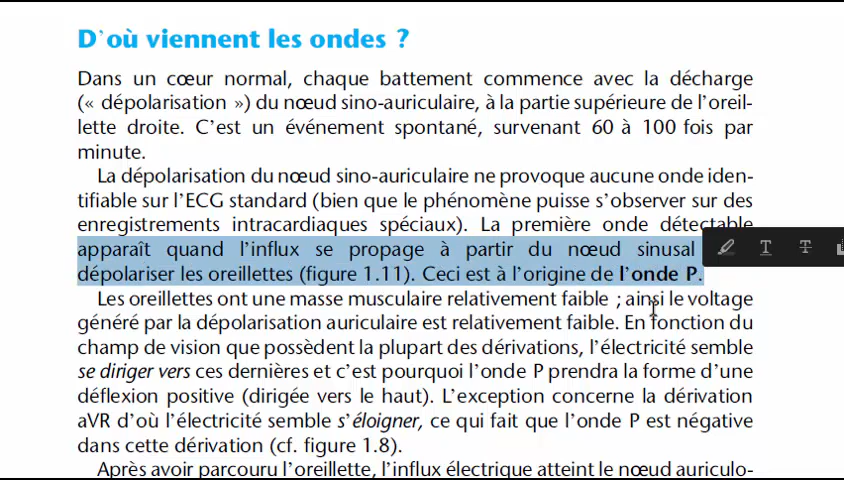 D'où viennent les ondes ?
Dans un cœur normal, chaque battement commence avec la décharge
(« dépolarisation ») du nœud sino-auriculaire, à la partie supérieure de l'oreil-
lette droite. C'est un événement spontané, survenant 60 à 100 fois par
minute.
La dépolarisation du nœud sino-auriculaire ne provoque aucune onde iden-
tifiable sur l'ECG standard (bien que le phénomène puisse s'observer sur des
enregistrements intracardiaques spéciaux). La première onde détectable
apparaît quand l'influx se propage à partir du nœud sinusal
dépolariser les oreillettes (figure 1.11). Ceci est à l'origine de l'onde P.
Les oreillettes ont une masse musculaire relativement faible ; ainsi le voltage
généré par la dépolarisation auriculaire est relativement faible. En fonction du
champ de vision que possèdent la plupart des dérivations, l'électricité semble
se diriger vers ces dernières et c'est pourquoi l'onde P prendra la forme d'une
déflexion positive (dirigée vers le haut). L'exception concerne la dérivation
aVR d'où l'électricité semble s'éloigner, ce qui fait que l'onde P est négative
dans cette dérivation (cf. figure 1.8).
Après avoir parcouru l'oreillette, l'influx électrique atteint le nœud auriculo-